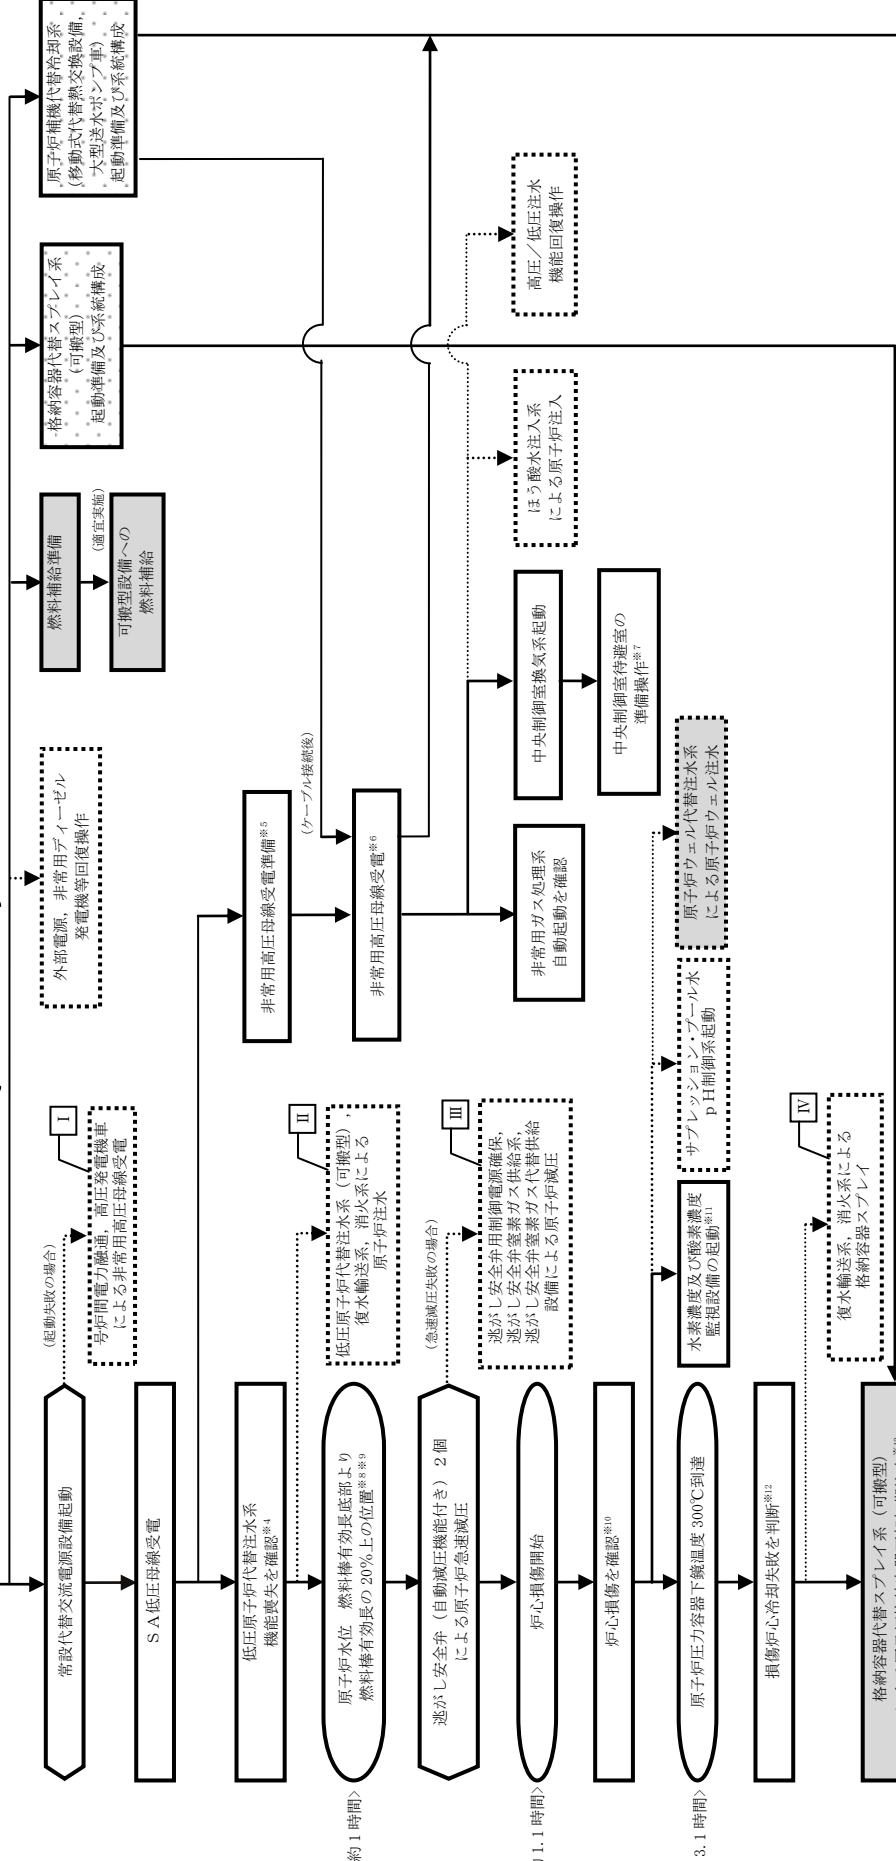 常設代替交流電源設備起動
(起動失敗の場合)
Ⅰ
号炉間電力融通,高圧発電機車
による非常用高圧母線受電
外部電源,非常用ディーゼル
発電機等回復操作
燃料補給準備
(適宜実施)
可搬型設備への
燃料補給
格納容器代替スプレイ系
(可搬型)
起動準備及び系統構成
原子炉補機代替冷却系
(移動式代替熱交換設備,
大型送水ポンプ車)
起動準備及び系統構成
SA低圧母線受電
低圧原子炉代替注水系
機能喪失を確認※4
Ⅱ
低圧原子炉代替注水系(可搬型),
復水輸送系,消火系による
原子炉注水
非常用高圧母線受電準備※5
(ケーブル接続後)
非常用高圧母線受電※6
約1時間>
原子炉水位 燃料棒有効長底部より
燃料棒有効長の20%上の位置※8※9
逃がし安全弁(自動減圧機能付き)2個
による原子炉急速減圧
(急速減圧失敗の場合)
Ⅲ
逃がし安全弁用制御電源確保,
逃がし安全弁窒素ガス供給系,
逃がし安全弁窒素ガス代替供給
設備による原子炉減圧
非常用ガス処理系
自動起動を確認
中央制御室換気系起動
中央制御室待避室の
準備操作※7
ほう酸水注入系
による原子炉注入
高圧/低圧注水
機能回復操作
1.1時間>
炉心損傷開始
炉心損傷を確認※10
水素濃度及び酸素濃度
監視設備の起動※11
サプレッション・プール水
pH制御系起動
原子炉ウェル代替注水系
による原子炉ウェル注水
3.1時間>
原子炉圧力容器下鏡温度300℃到達
損傷炉心冷却失敗を判断※12
Ⅳ
復水輸送系,消火系による
格納容器スプレイ
格納容器代替スプレイ系(可搬型)